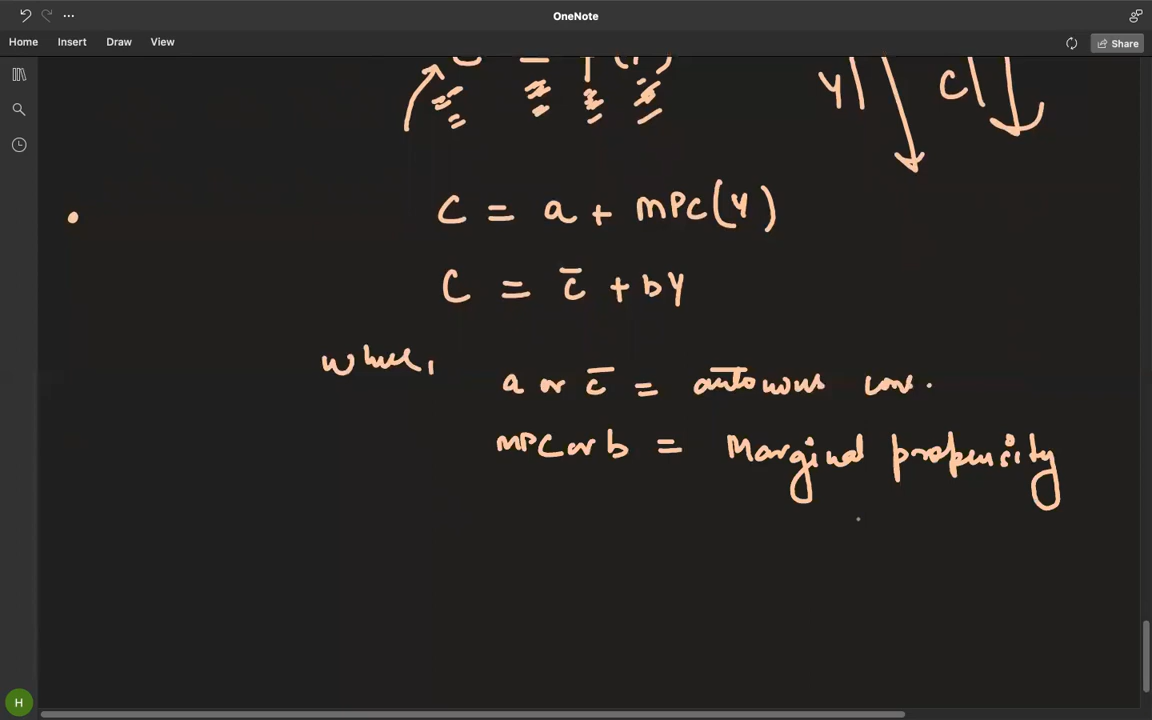 OneNote
Home Insert Draw View
Share
Y C
C = a + MPC(Y)
C = c̅ + bY
where,
a or c̅ = autonomous cons.
MPC or b = Marginal propensity
H